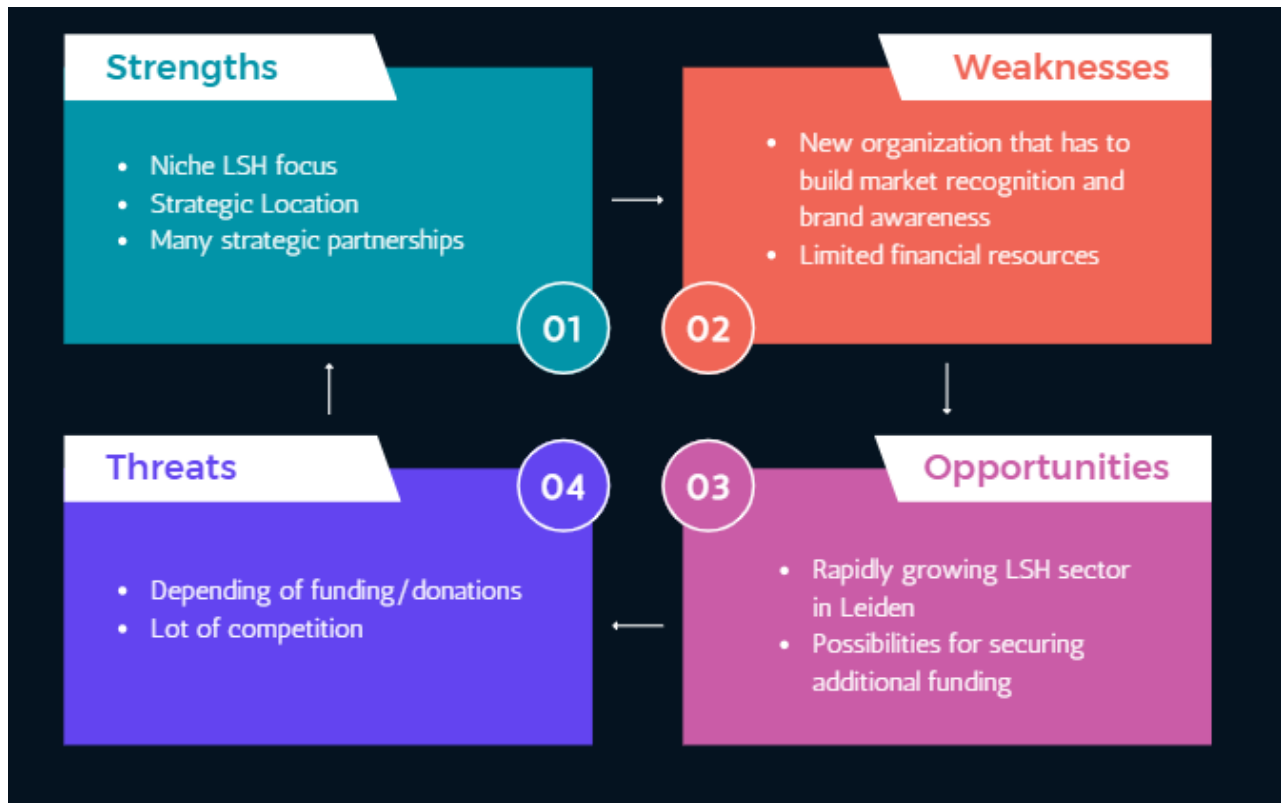 Strengths
• Niche LSH focus
• Strategic Location
• Many strategic partnerships
01
Weaknesses
• New organization that has to
build market recognition and
brand awareness
• Limited financial resources
02
Opportunities
03
• Rapidly growing LSH sector
in Leiden
• Possibilities for securing
additional funding
Threats
04
• Depending of funding/donations
• Lot of competition